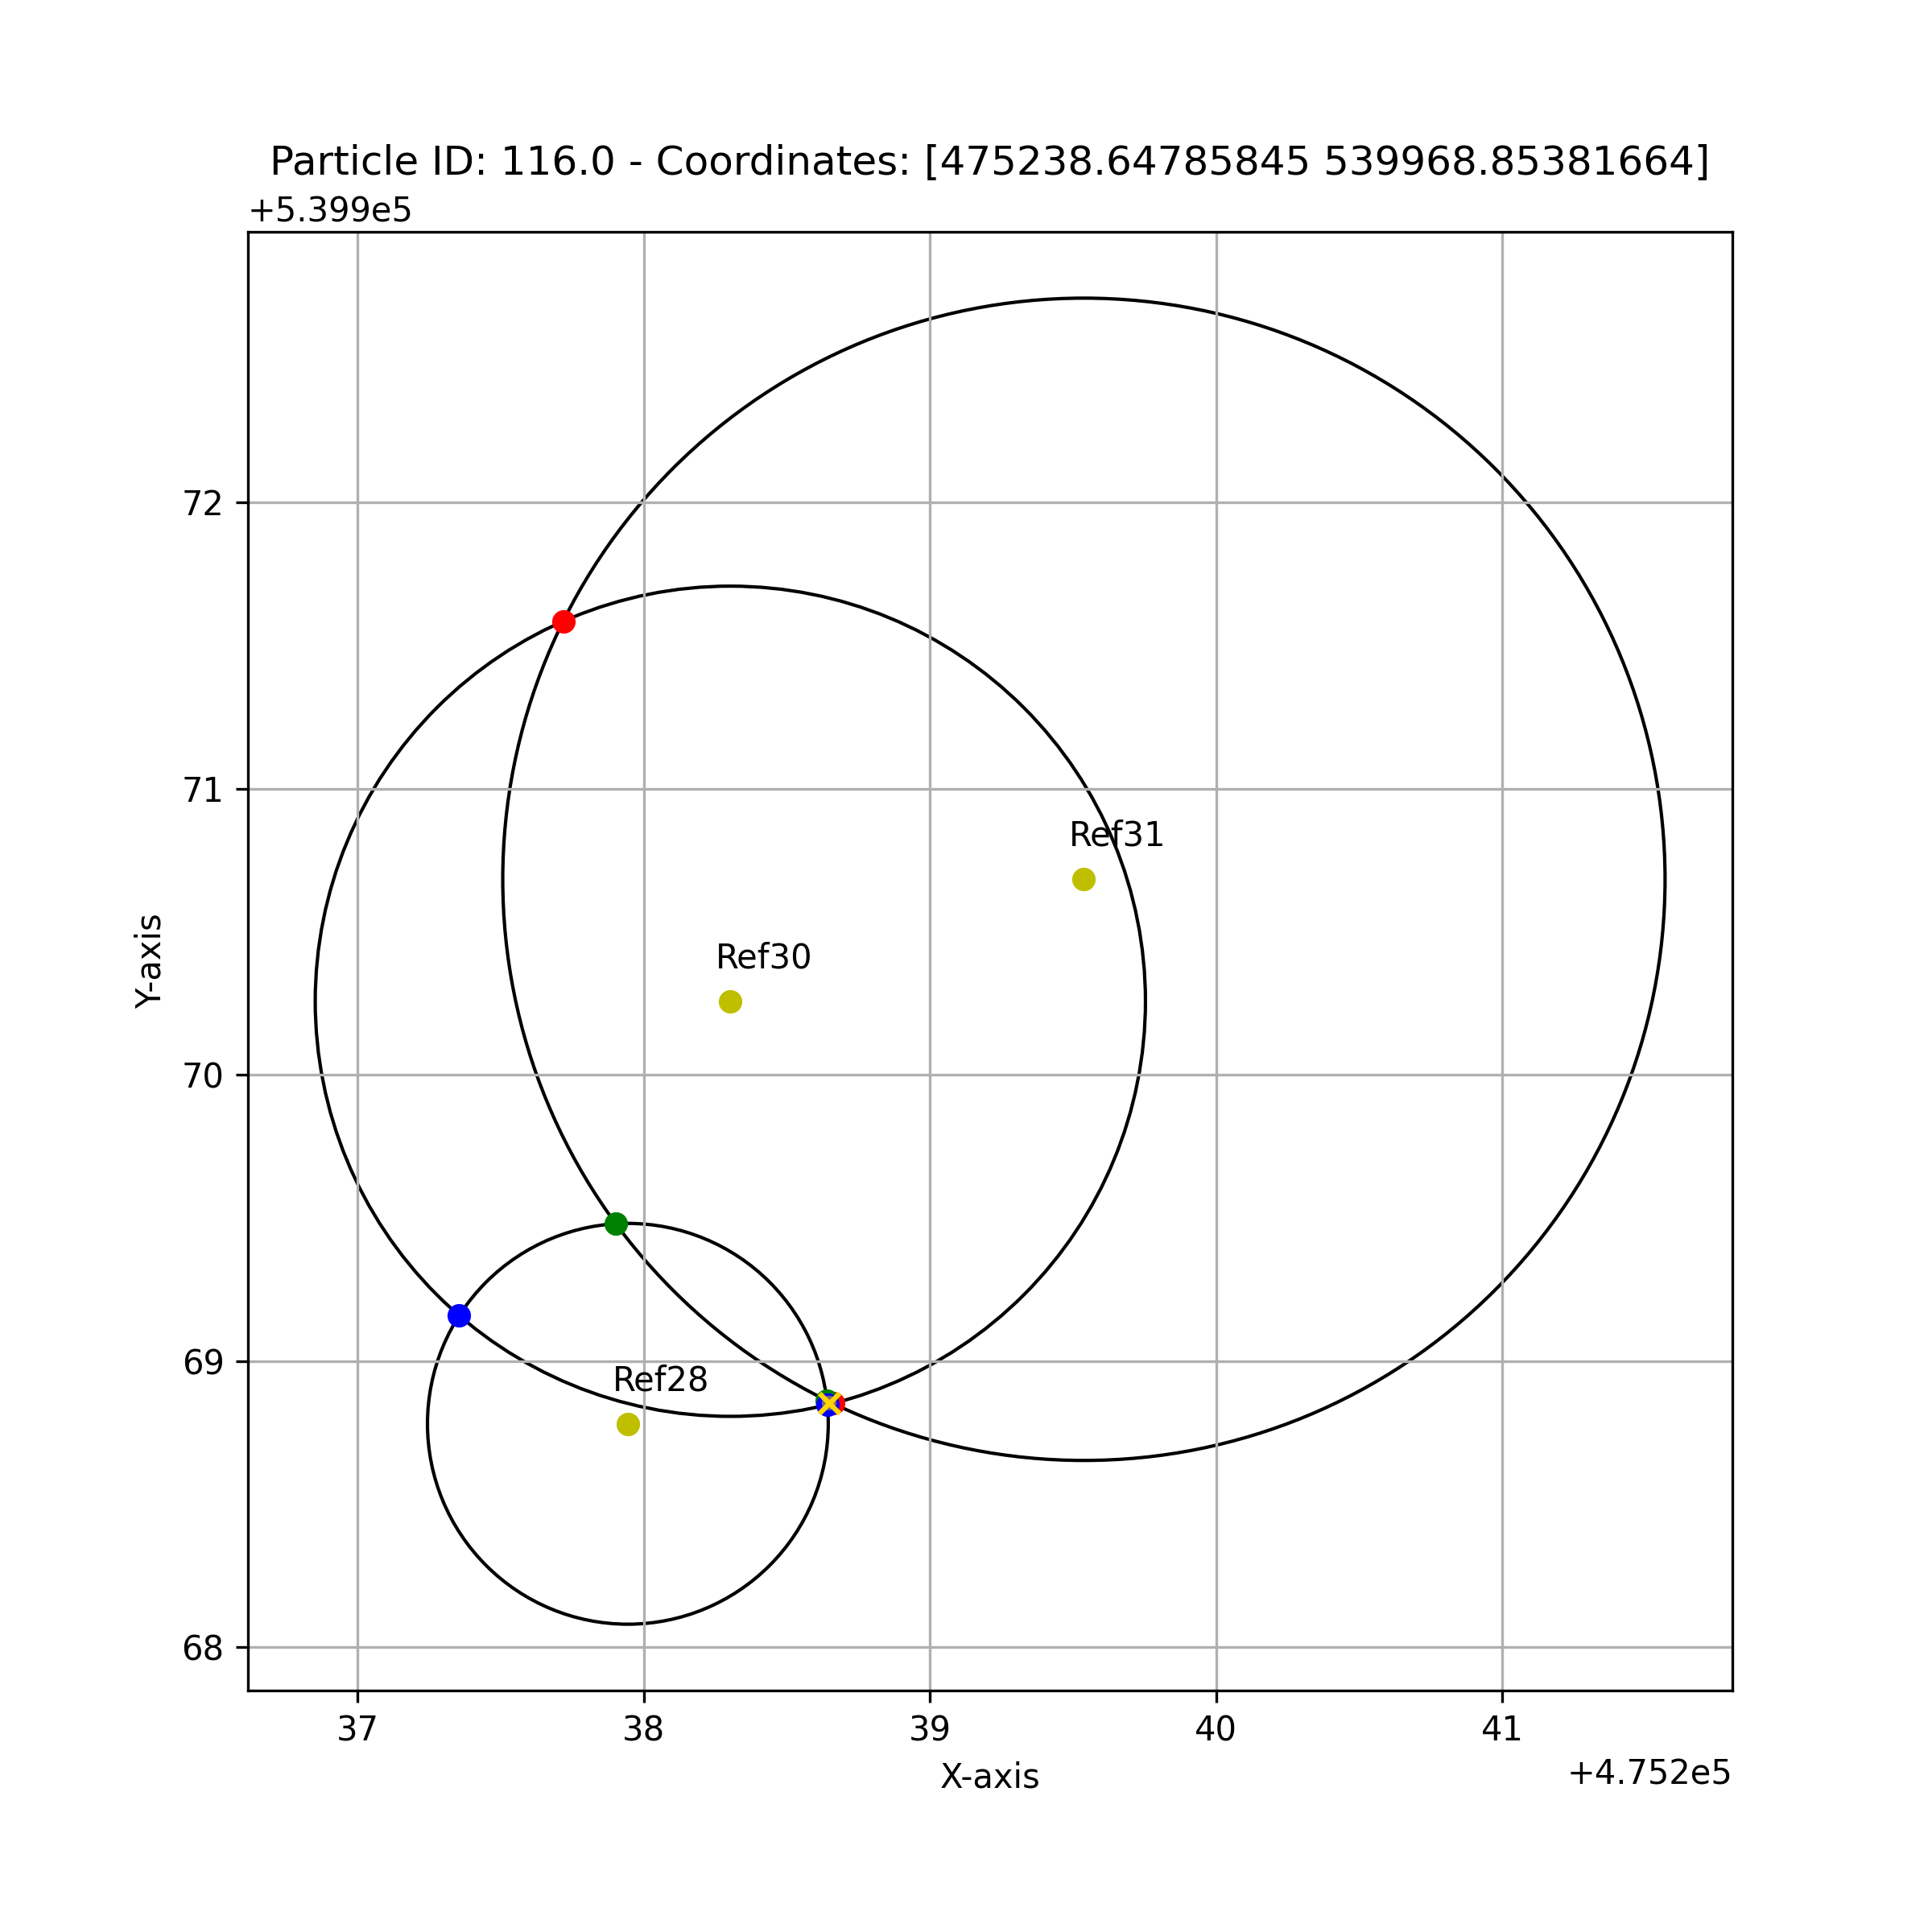 Particle ID: 116.0 - Coordinates: [475238.64785845 539968.85381664]
+5.399e5
72
71
70
69
68
Y-axis
Ref31
Ref30
Ref28
37
38
39
40
41
X-axis
+4.752e5